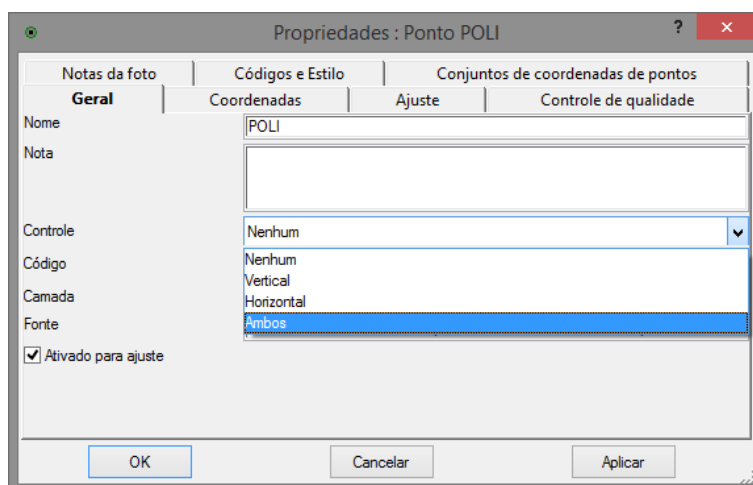 Propriedades : Ponto POLI
?
Notas da foto
Códigos e Estilo
Conjuntos de coordenadas de pontos
Geral
Coordenadas
Ajuste
Controle de qualidade
Nome
POLI
Nota
Controle
Nenhum
Código
Nenhum
Vertical
Camada
Horizontal
Fonte
Ambos
Ativado para ajuste
OK
Cancelar
Aplicar